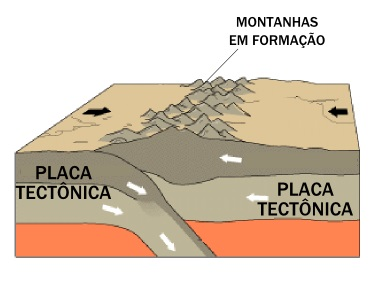 MONTANHAS
EM FORMAÇÃO
PLACA
TECTÔNICA
PLACA
TECTÔNICA